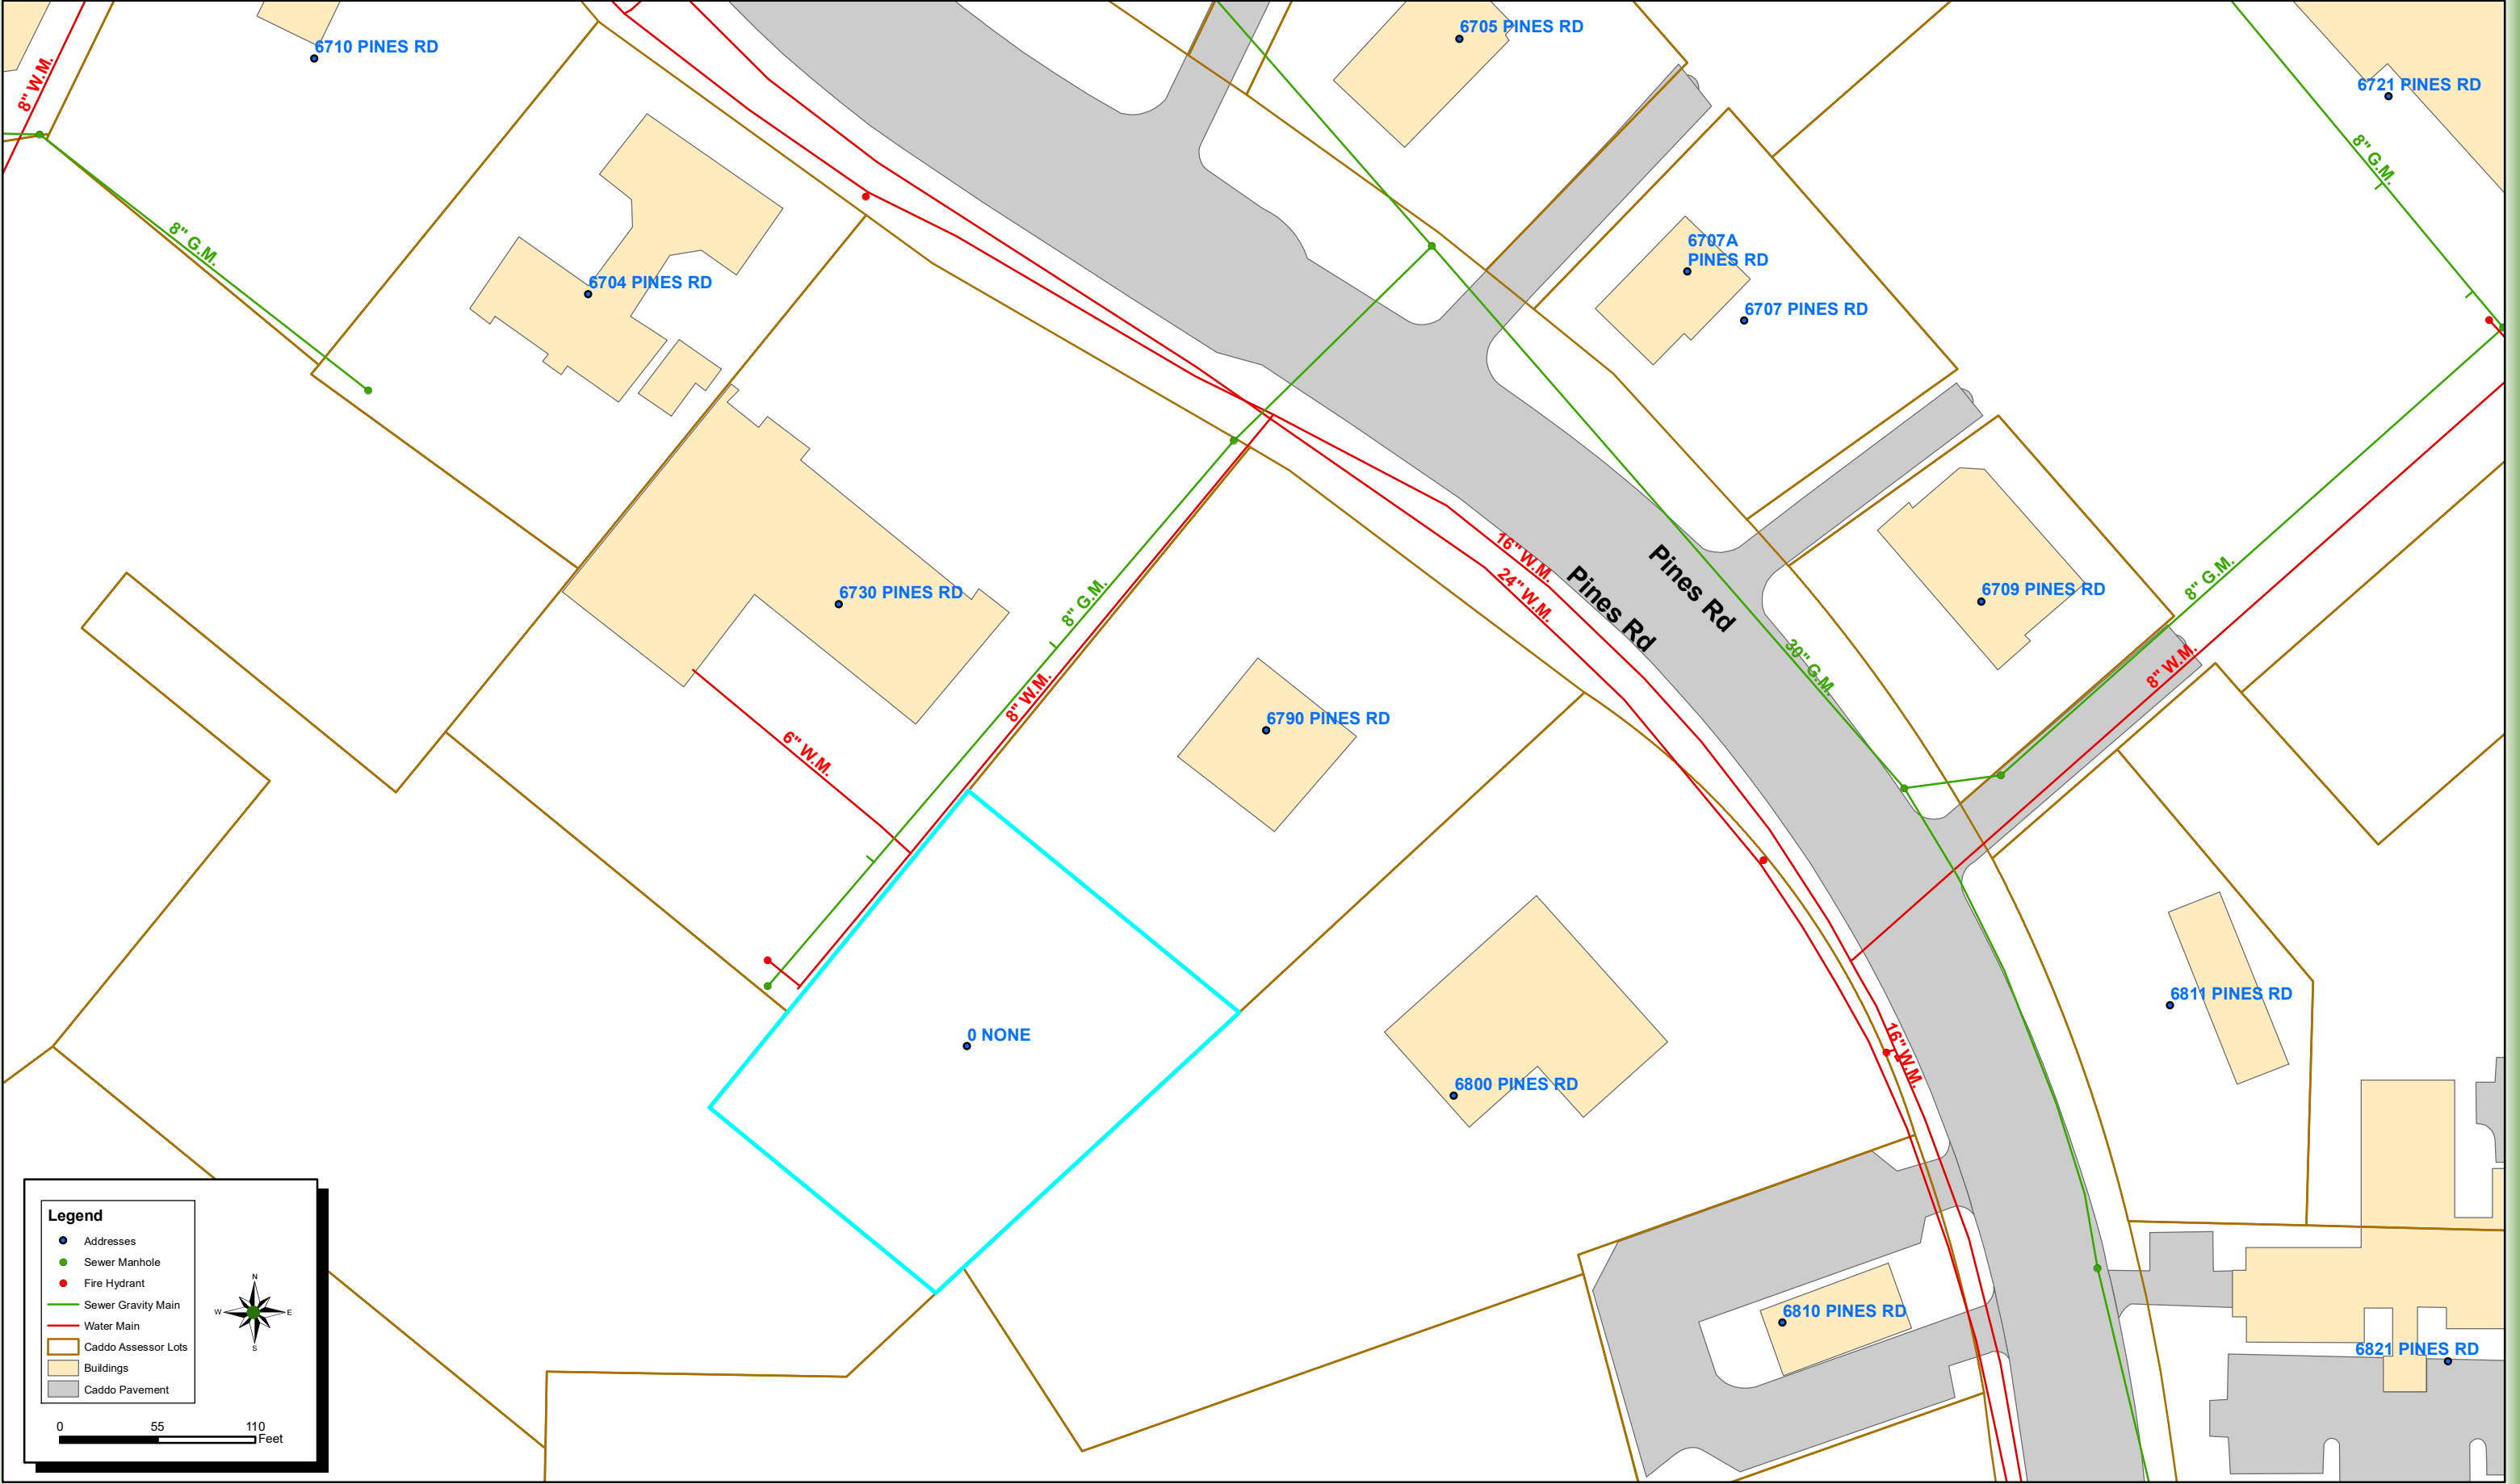 6710 PINES RD
6705 PINES RD
6721 PINES RD
8" W.M.
8" G.M.
8" G.M.
6704 PINES RD
6707A
PINES RD
6707 PINES RD
16" W.M.
24" W.M.
Pines Rd
Pines Rd
30" G.M.
6730 PINES RD
8" G.M.
8" W.M.
6" W.M.
6709 PINES RD
8" G.M.
8" W.M.
6790 PINES RD
0 NONE
6800 PINES RD
16" W.M.
6811 PINES RD
6810 PINES RD
6821 PINES RD
Legend
Addresses
Sewer Manhole
Fire Hydrant
Sewer Gravity Main
Water Main
Caddo Assessor Lots
Buildings
Caddo Pavement
N
W
E
S
0 55 110
Feet